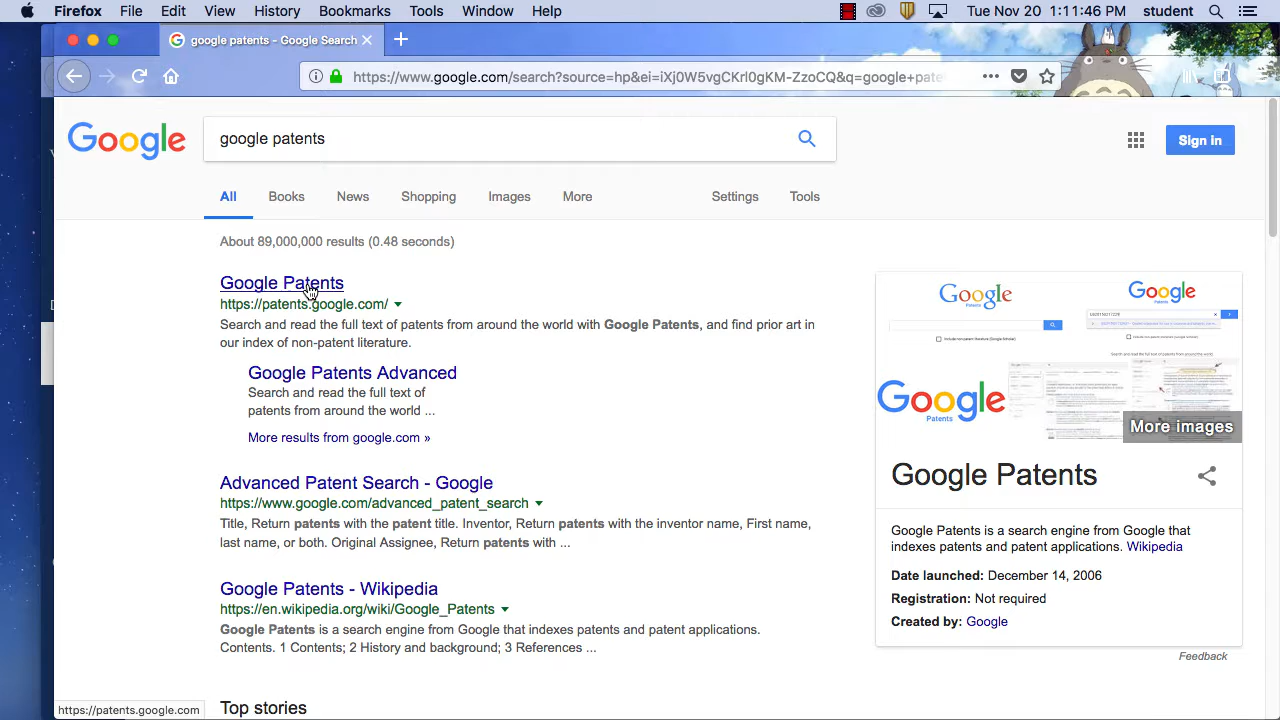 Firefox File Edit View History Bookmarks Tools Window Help Tue Nov 20 1:11:46 PM student
google patents - Google Search
https://www.google.com/search?source=hp&ei=iXj0W5vgCKrl0gKM-ZzoCQ&q=google+pate
Google google patents Sign in
All Books News Shopping Images More Settings Tools
About 89,000,000 results (0.48 seconds)
Google Patents
https://patents.google.com/
Search and read the full text of patents from around the world with Google Patents, and find prior art in
our index of non-patent literature.
Google Patents Advanced
Search and read the full text of
patents from around the world ...
More results from google.com »
Advanced Patent Search - Google
https://www.google.com/advanced_patent_search
Title, Return patents with the patent title. Inventor, Return patents with the inventor name, First name,
last name, or both. Original Assignee, Return patents with ...
Google Patents - Wikipedia
https://en.wikipedia.org/wiki/Google_Patents
Google Patents is a search engine from Google that indexes patents and patent applications.
Contents. 1 Contents; 2 History and background; 3 References ...
Top stories
https://patents.google.com
Google
Patents
Google
Patents
Google
Patents
More images
Google Patents
Google Patents is a search engine from Google that
indexes patents and patent applications. Wikipedia
Date launched: December 14, 2006
Registration: Not required
Created by: Google
Feedback